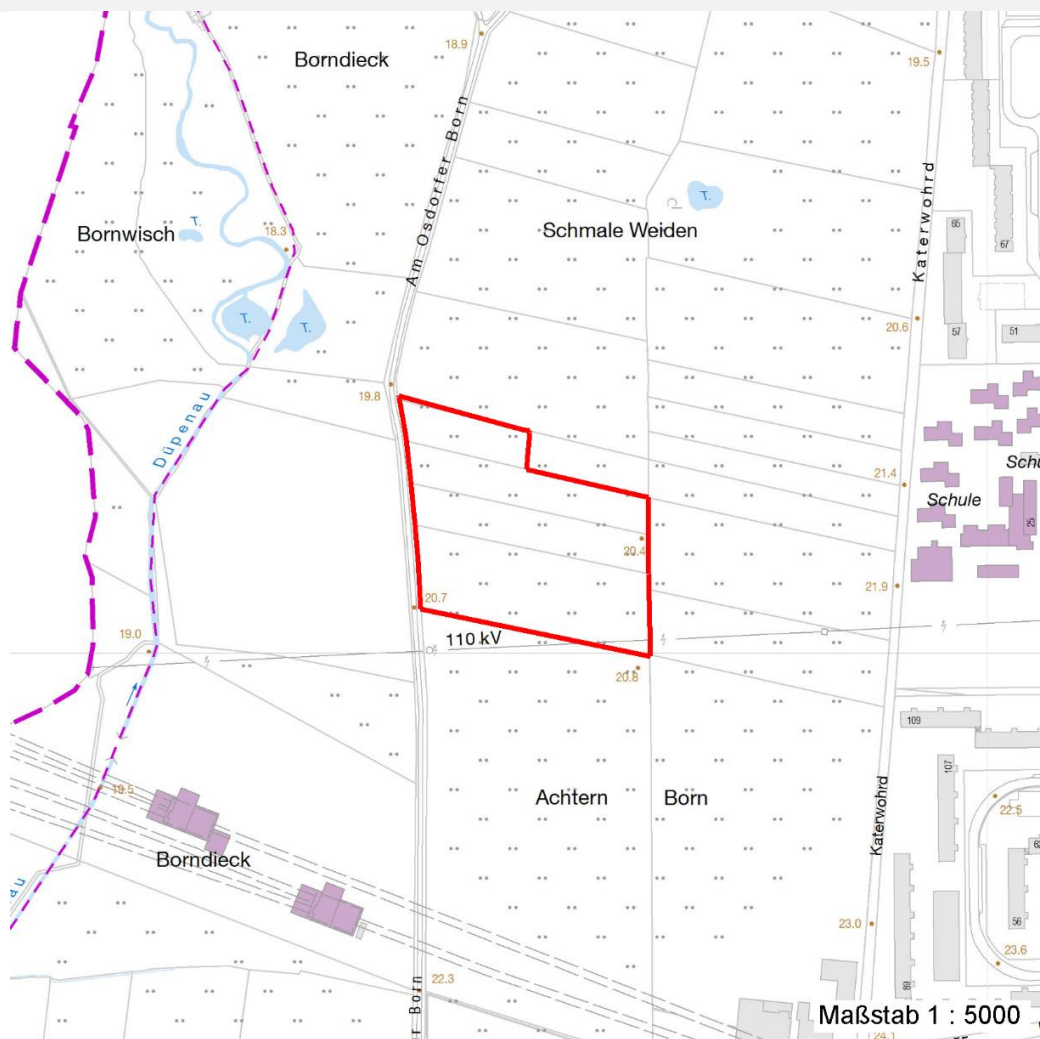 18.9
Borndieck
19.5
Am Osdorfer Born
Katerwohrd
T.
65
67
Bornwisch
T.
18.3
Schmale Weiden
T.
T.
20.6
57
51
19.8
Düpenau
21.4
Schule
25
20.4
21.9
20.7
19.0
110 kV
20.8
109
19.5
Achtern
Born
107
22.5
Katerwohrd
Borndieck
56
23.0
23.6
22.3
89
r Born
Maßstab 1 : 5000
24.1